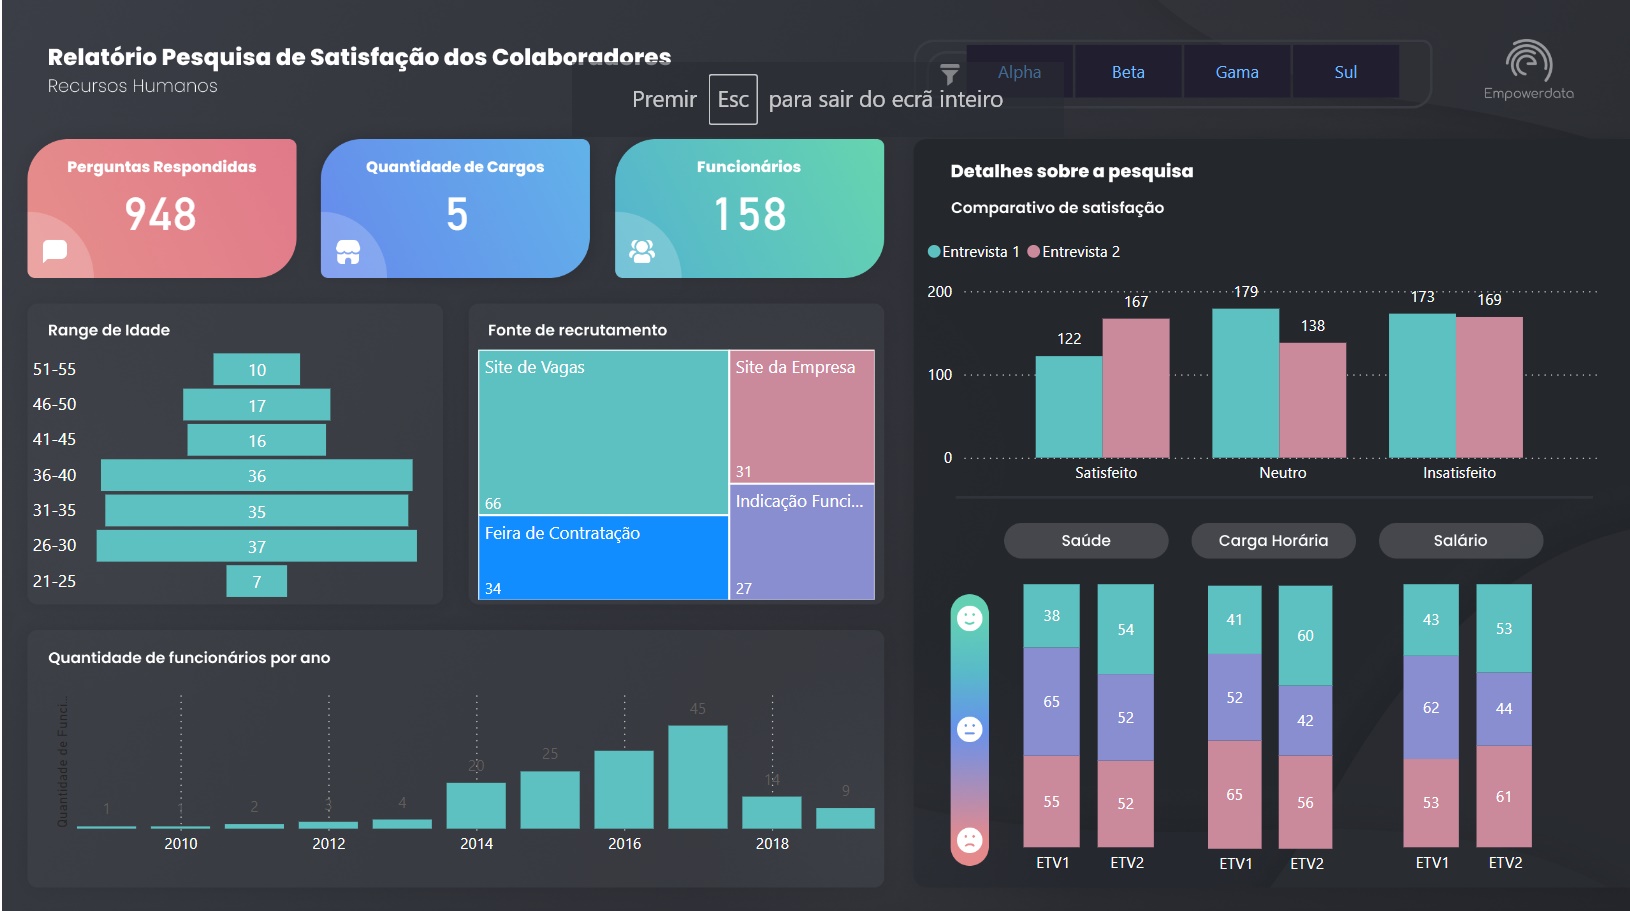 Relatório Pesquisa de Satisfação dos Colaboradores
Recursos Humanos
Premir Esc para sair do ecrã inteiro
Alpha
Beta
Gama
Sul
Empowerdata
Perguntas Respondidas
948
Quantidade de Cargos
5
Funcionários
158
Range de Idade
51-55 10
46-50 17
41-45 16
36-40 36
31-35 35
26-30 37
21-25 7
Fonte de recrutamento
Site de Vagas
66
Feira de Contratação
34
Site da Empresa
31
Indicação Funci...
27
Quantidade de funcionários por ano
Quantidade de Funci...
1 1 2 3 4 20 25 45 14 9
2010 2012 2014 2016 2018
Detalhes sobre a pesquisa
Comparativo de satisfação
Entrevista 1 Entrevista 2
200
100
0
122 167 179 138 173 169
Satisfeito Neutro Insatisfeito
Saúde
38 54
65 52
55 52
ETV1 ETV2
Carga Horária
41 60
52 42
65 56
ETV1 ETV2
Salário
43 53
62 44
53 61
ETV1 ETV2